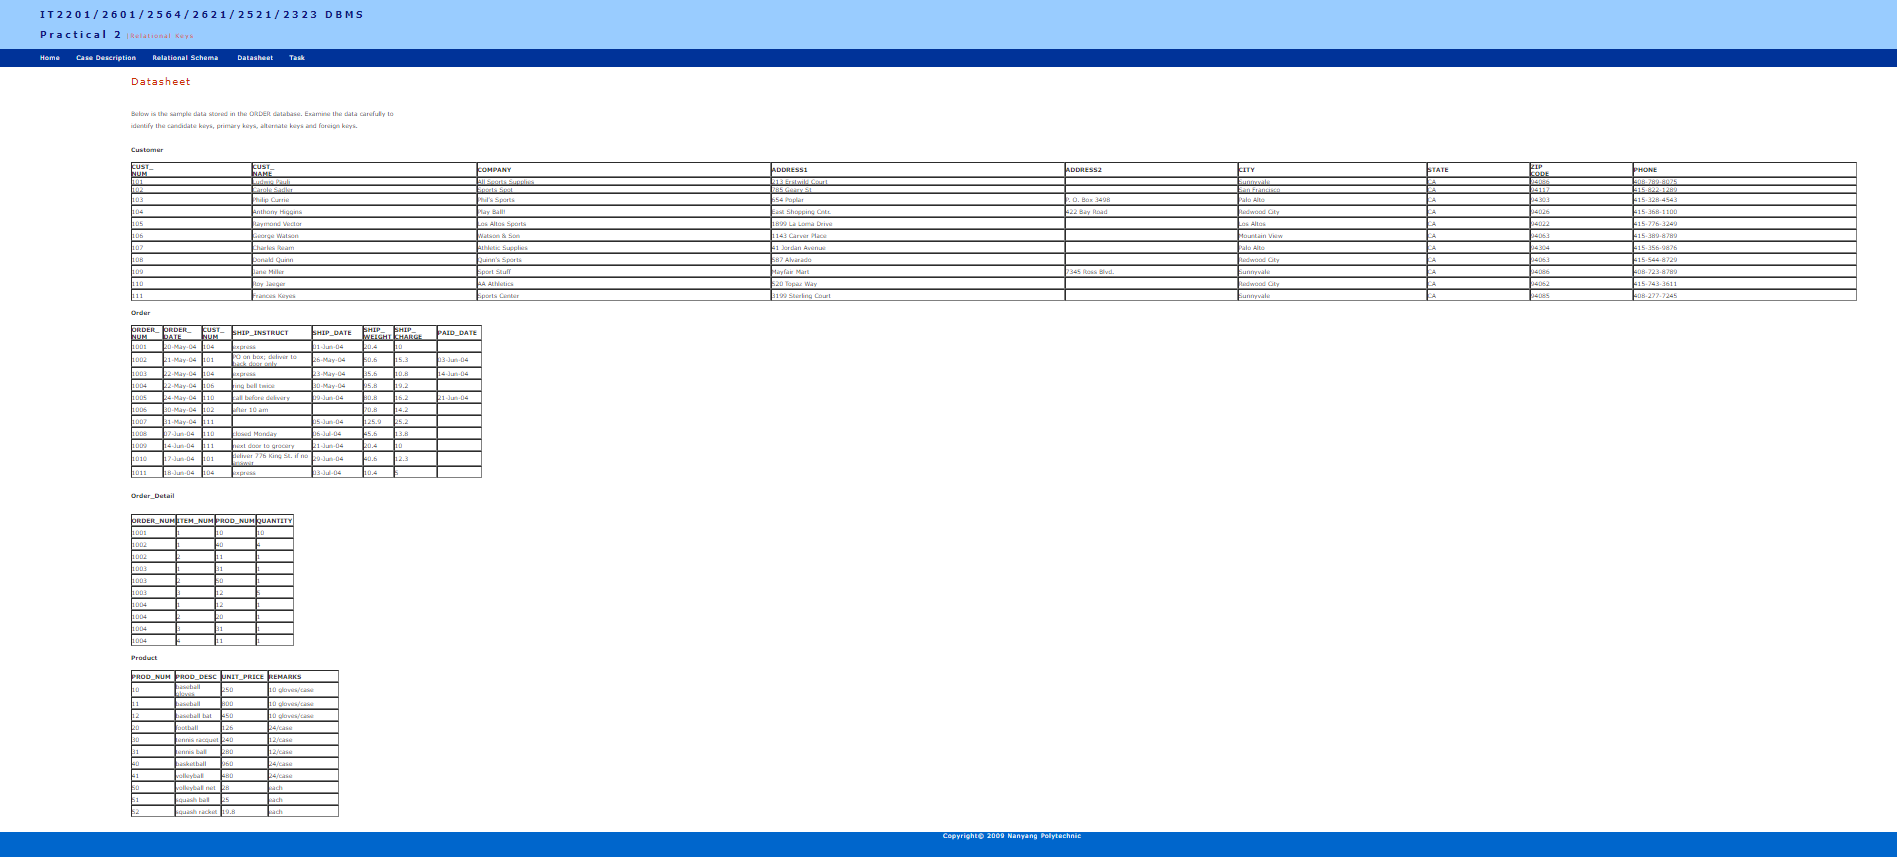 IT2201/2601/2564/2621/2521/2323 DBMS
Practical 2 |Relational Keys
Home Case Description Relational Schema Datasheet Task
Datasheet
Below is the sample data stored in the ORDER database. Examine the data carefully to
identify the candidate keys, primary keys, alternate keys and foreign keys.
Customer
CUST_NUM CUST_NAME COMPANY ADDRESS1 ADDRESS2 CITY STATE ZIP CODE PHONE
101 Ludwig Pauli All Sports Supplies 213 Erstwild Court Sunnyvale CA 94086 408-789-8075
102 Carole Sadler Sports Spot 785 Geary St San Francisco CA 94117 415-822-1289
103 Philip Currie Phil's Sports 654 Poplar P. O. Box 3498 Palo Alto CA 94303 415-328-4543
104 Anthony Higgins Play Ball! East Shopping Cntr. 422 Bay Road Redwood City CA 94026 415-368-1100
105 Raymond Vector Los Altos Sports 1899 La Loma Drive Los Altos CA 94022 415-776-3249
106 George Watson Watson & Son 1143 Carver Place Mountain View CA 94063 415-389-8789
107 Charles Ream Athletic Supplies 41 Jordan Avenue Palo Alto CA 94304 415-356-9876
108 Donald Quinn Quinn's Sports 587 Alvarado Redwood City CA 94063 415-544-8729
109 Jane Miller Sport Stuff Mayfair Mart 7345 Ross Blvd. Sunnyvale CA 94086 408-723-8789
110 Roy Jaeger AA Athletics 520 Topaz Way Redwood City CA 94062 415-743-3611
111 Frances Keyes Sports Center 3199 Sterling Court Sunnyvale CA 94085 408-277-7245
Order
ORDER_NUM ORDER_DATE CUST_NUM SHIP_INSTRUCT SHIP_DATE SHIP_WEIGHT SHIP_CHARGE PAID_DATE
1001 20-May-04 104 express 01-Jun-04 20.4 10
1002 21-May-04 101 PO on box; deliver to back door only 26-May-04 50.6 15.3 03-Jun-04
1003 22-May-04 104 express 23-May-04 35.6 10.8 14-Jun-04
1004 22-May-04 106 ring bell twice 30-May-04 95.8 19.2
1005 24-May-04 110 call before delivery 09-Jun-04 80.8 16.2 21-Jun-04
1006 30-May-04 102 after 10 am 70.8 14.2
1007 31-May-04 111 05-Jun-04 125.9 25.2
1008 07-Jun-04 110 closed Monday 06-Jul-04 45.6 13.8
1009 14-Jun-04 111 next door to grocery 21-Jun-04 20.4 10
1010 17-Jun-04 101 deliver 776 King St. if no answer 29-Jun-04 40.6 12.3
1011 18-Jun-04 104 express 03-Jul-04 10.4 5
Order_Detail
ORDER_NUM ITEM_NUM PROD_NUM QUANTITY
1001 1 10 10
1002 1 40 4
1002 2 11 1
1003 1 31 1
1003 2 50 1
1003 3 12 5
1004 1 12 1
1004 2 20 1
1004 3 31 1
1004 4 11 1
Product
PROD_NUM PROD_DESC UNIT_PRICE REMARKS
10 baseball gloves 250 10 gloves/case
11 baseball 800 10 gloves/case
12 baseball bat 450 10 gloves/case
20 football 126 24/case
30 tennis racquet 240 12/case
31 tennis ball 280 12/case
40 basketball 960 24/case
41 volleyball 480 24/case
50 volleyball net 28 each
51 squash ball 25 each
52 squash racket 19.8 each
Copyright© 2009 Nanyang Polytechnic